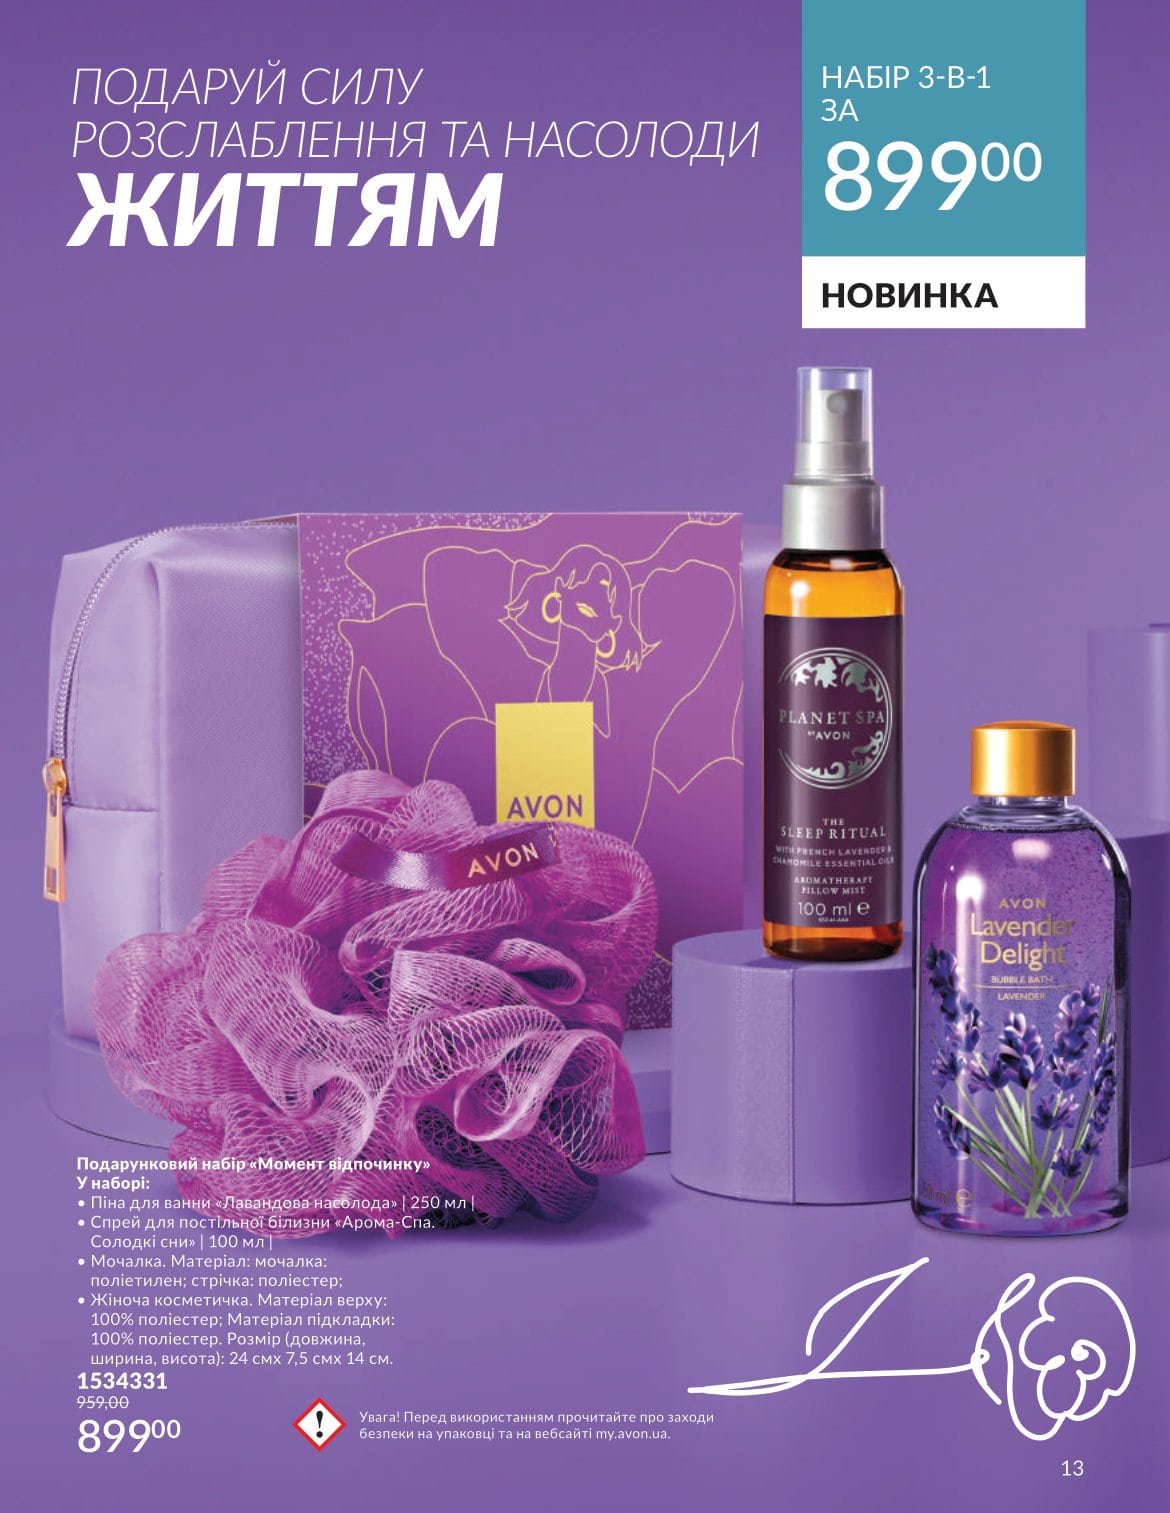 ПОДАРУЙ СИЛУ
РОЗСЛАБЛЕННЯ ТА НАСОЛОДИ
ЖИТТЯМ
НАБІР 3-В-1
ЗА
89900
НОВИНКА
AVON
AVON
PLANET SPA
BY AVON
THE
SLEEP RITUAL
WITH FRENCH LAVENDER &
CHAMOMILE ESSENTIAL OILS
AROMATHERAPY
PILLOW MIST
100 ml e
AVON
Lavender
Delight
BUBBLE BATH
LAVENDER
Подарунковий набір «Момент відпочинку»
У наборі:
• Піна для ванни «Лавандова насолода» | 250 мл |
• Спрей для постільної білизни «Арома-Спа.
Солодкі сни» | 100 мл |
• Мочалка. Матеріал: мочалка:
поліетилен; стрічка: поліестер;
• Жіноча косметичка. Матеріал верху:
100% поліестер; Матеріал підкладки:
100% поліестер. Розмір (довжина,
ширина, висота): 24 смх 7,5 смх 14 см.
1534331
959,00
89900
Увага! Перед використанням прочитайте про заходи
безпеки на упаковці та на вебсайті my.avon.ua.
13